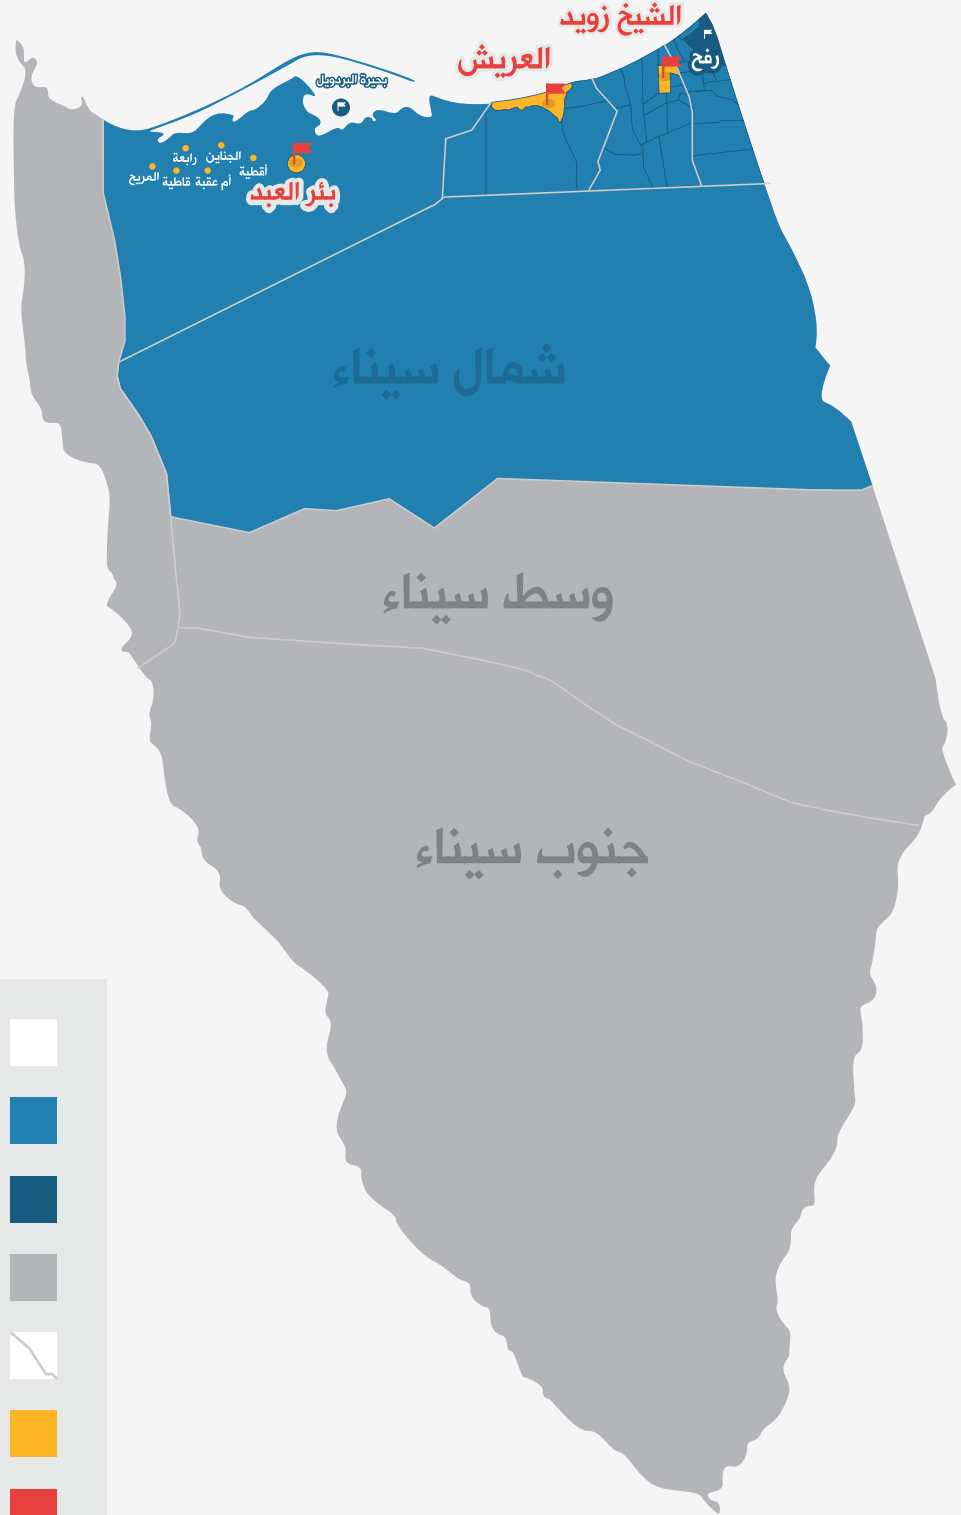 الشيخ زويد
العريش
رفح
بحيرة البردويل
رابعة
الجناين
أقطية
المريح
قاطية
أم عقبة
بئر العبد
شمال سيناء
وسط سيناء
جنوب سيناء